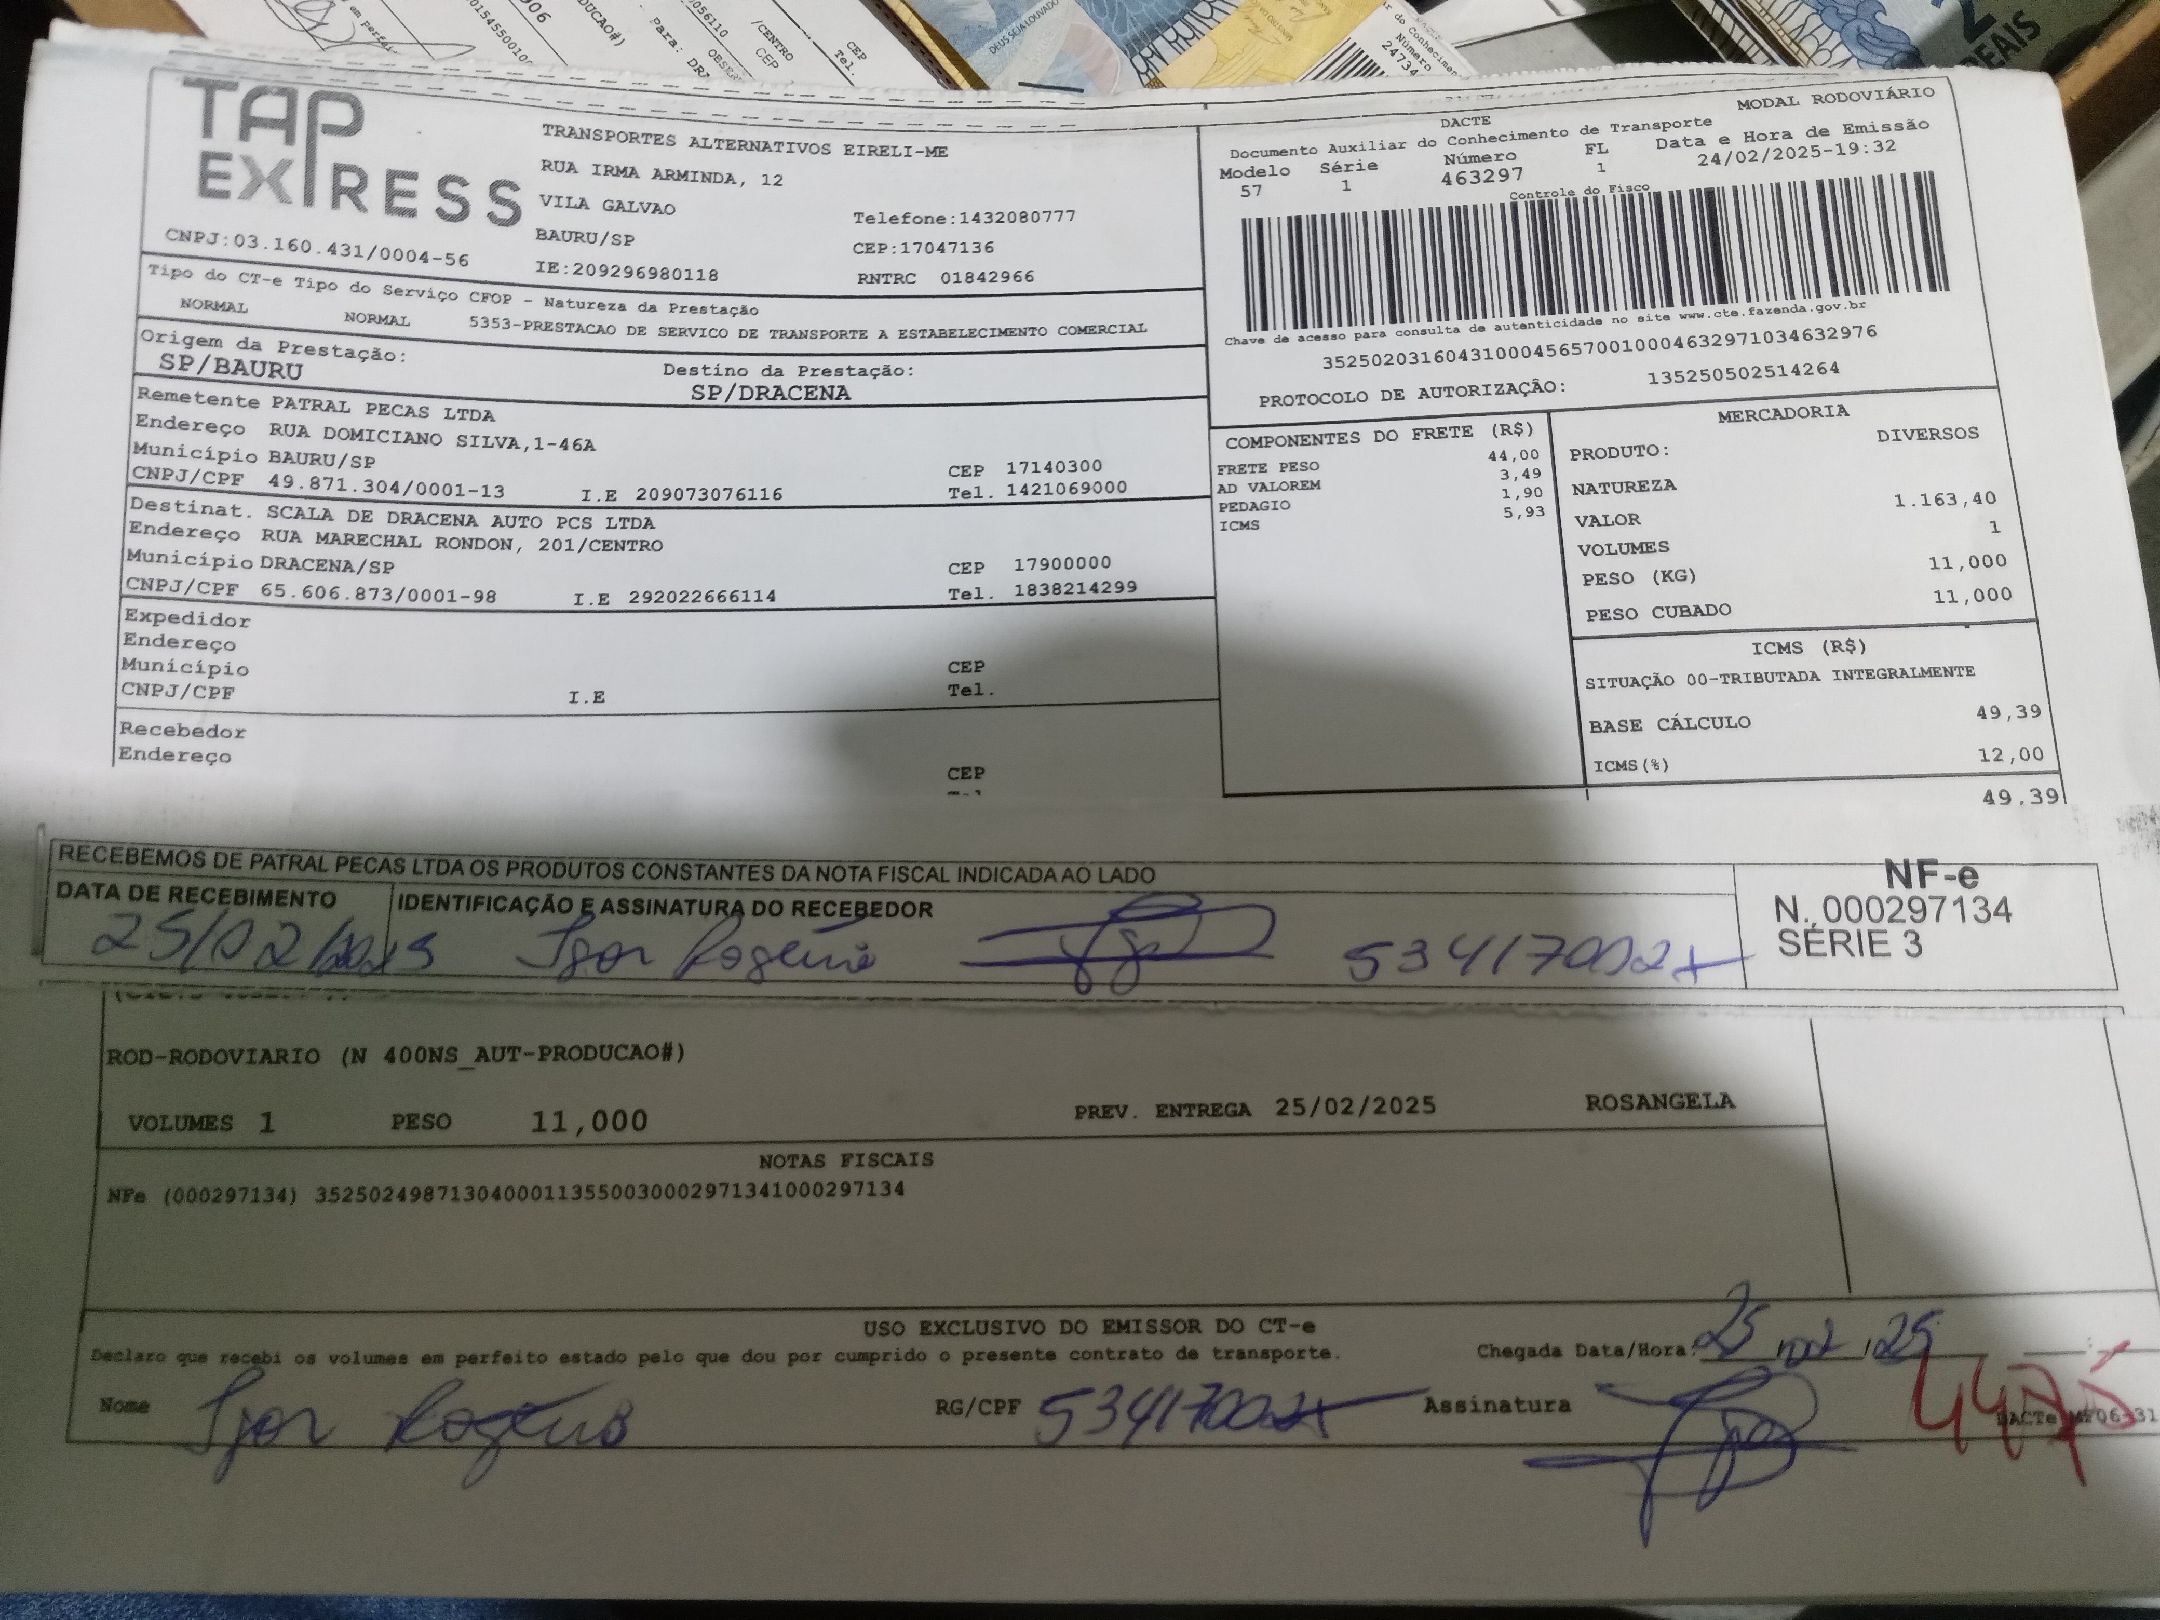 TAP
EXPRESS
TRANSPORTES ALTERNATIVOS EIRELI-ME
RUA IRMA ARMINDA, 12
VILA GALVAO
BAURU/SP
Telefone:1432080777
CEP:17047136
CNPJ:03.160.431/0004-56
IE:209296980118
RNTRC 01842966
Tipo do CT-e Tipo do Serviço CFOP - Natureza da Prestação
NORMAL NORMAL 5353-PRESTACAO DE SERVICO DE TRANSPORTE A ESTABELECIMENTO COMERCIAL
Origem da Prestação:
SP/BAURU
Destino da Prestação:
SP/DRACENA
Remetente PATRAL PECAS LTDA
Endereço RUA DOMICIANO SILVA,1-46A
Município BAURU/SP CEP 17140300
CNPJ/CPF 49.871.304/0001-13 I.E 209073076116 Tel. 1421069000
Destinat. SCALA DE DRACENA AUTO PCS LTDA
Endereço RUA MARECHAL RONDON, 201/CENTRO
Município DRACENA/SP CEP 17900000
CNPJ/CPF 65.606.873/0001-98 I.E 292022666114 Tel. 1838214299
Expedidor
Endereço
Município CEP
CNPJ/CPF I.E Tel.
Recebedor
Endereço
CEP
DACTE
MODAL RODOVIÁRIO
Documento Auxiliar do Conhecimento de Transporte
Modelo Série Número FL Data e Hora de Emissão
57 1 463297 1 24/02/2025-19:32
Controle do Fisco
Chave de acesso para consulta de autenticidade no site www.cte.fazenda.gov.br
35250203160431000456570010004632971034632976
PROTOCOLO DE AUTORIZAÇÃO: 135250502514264
COMPONENTES DO FRETE (R$)
FRETE PESO 44,00
AD VALOREM 3,49
PEDAGIO 1,90
ICMS 5,93
MERCADORIA
PRODUTO: DIVERSOS
NATUREZA
VALOR 1.163,40
VOLUMES 1
PESO (KG) 11,000
PESO CUBADO 11,000
ICMS (R$)
SITUAÇÃO 00-TRIBUTADA INTEGRALMENTE
BASE CÁLCULO 49,39
ICMS(%) 12,00
49.39
RECEBEMOS DE PATRAL PECAS LTDA OS PRODUTOS CONSTANTES DA NOTA FISCAL INDICADA AO LADO
DATA DE RECEBIMENTO IDENTIFICAÇÃO E ASSINATURA DO RECEBEDOR
25/02/2025 Igor Rogério 53417002x
NF-e
N. 000297134
SÉRIE 3
ROD-RODOVIARIO (N 400NS_AUT-PRODUCAO#)
VOLUMES 1 PESO 11,000 PREV. ENTREGA 25/02/2025 ROSANGELA
NOTAS FISCAIS
NFe (000297134) 35250249871304000113550030002971341000297134
USO EXCLUSIVO DO EMISSOR DO CT-e
Declaro que recebi os volumes em perfeito estado pelo que dou por cumprido o presente contrato de transporte.
Chegada Data/Hora: 25/02/25
Nome Igor Rogério RG/CPF 53417002x Assinatura